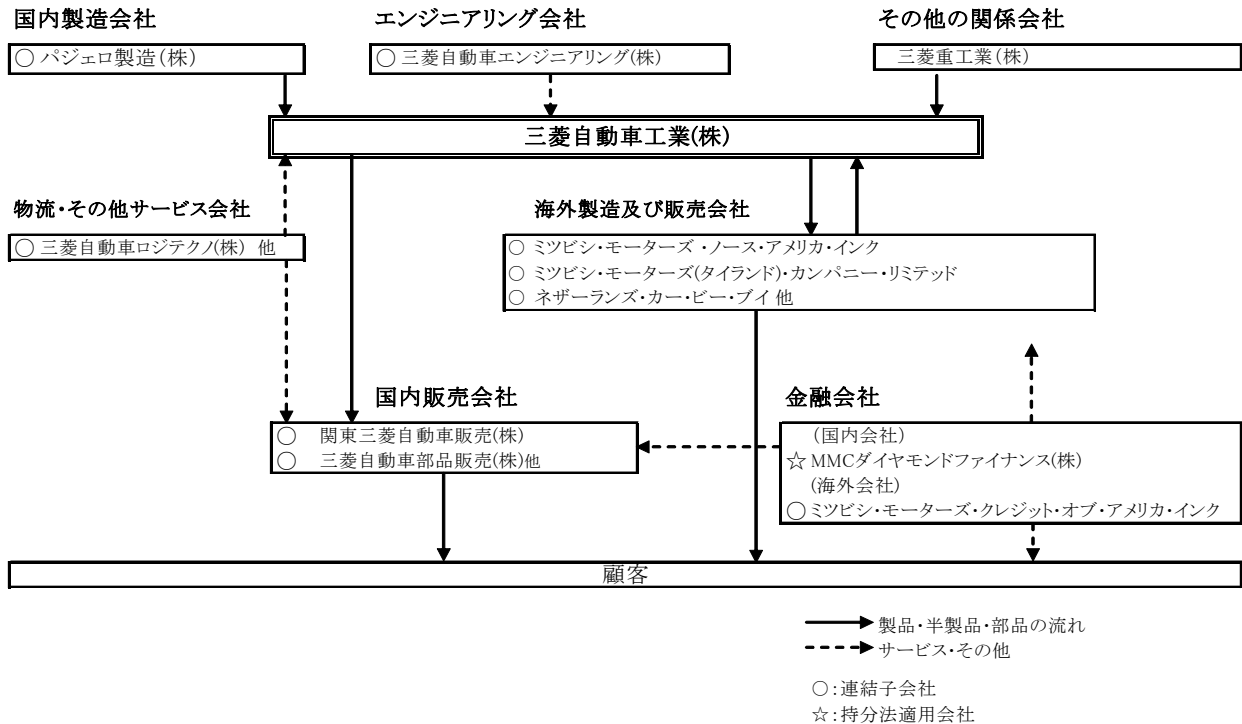 国内製造会社
エンジニアリング会社
その他の関係会社
○ パジェロ製造(株)
○ 三菱自動車エンジニアリング(株)
三菱重工業(株)
三菱自動車工業(株)
物流・その他サービス会社
海外製造及び販売会社
○ 三菱自動車ロジテクノ(株) 他
○ ミツビシ・モーターズ・ノース・アメリカ・インク
○ ミツビシ・モーターズ(タイランド)・カンパニー・リミテッド
○ ネザーランズ・カー・ビー・ブイ 他
国内販売会社
金融会社
○ 関東三菱自動車販売(株)
○ 三菱自動車部品販売(株)他
(国内会社)
☆ MMCダイヤモンドファイナンス(株)
(海外会社)
○ ミツビシ・モーターズ・クレジット・オブ・アメリカ・インク
顧客
製品・半製品・部品の流れ
サービス・その他
○:連結子会社
☆:持分法適用会社